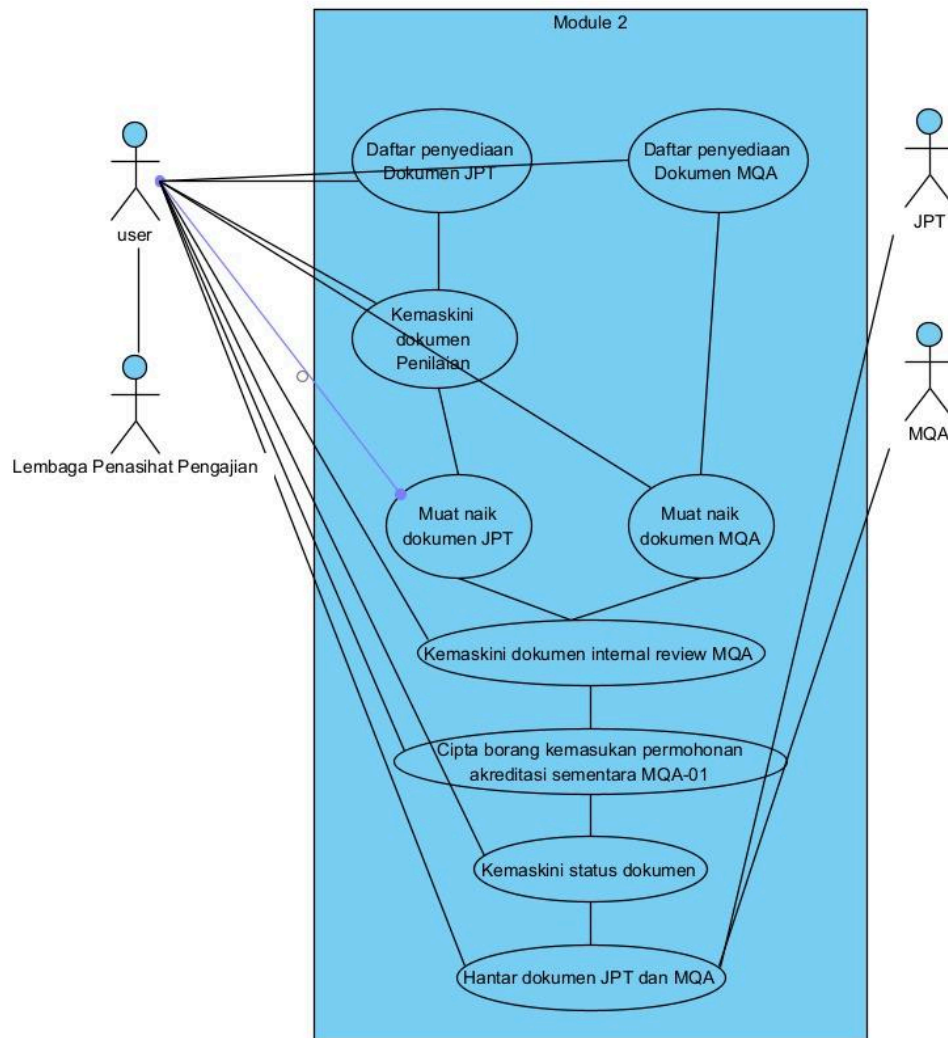 Module 2
Daftar penyediaan
Dokumen JPT
Daftar penyediaan
Dokumen MQA
user
JPT
Kemaskini
dokumen
Penilaian
MQA
Lembaga Penasihat Pengajian
Muat naik
dokumen JPT
Muat naik
dokumen MQA
Kemaskini dokumen internal review MQA
Cipta borang kemasukan permohonan
akreditasi sementara MQA-01
Kemaskini status dokumen
Hantar dokumen JPT dan MQA